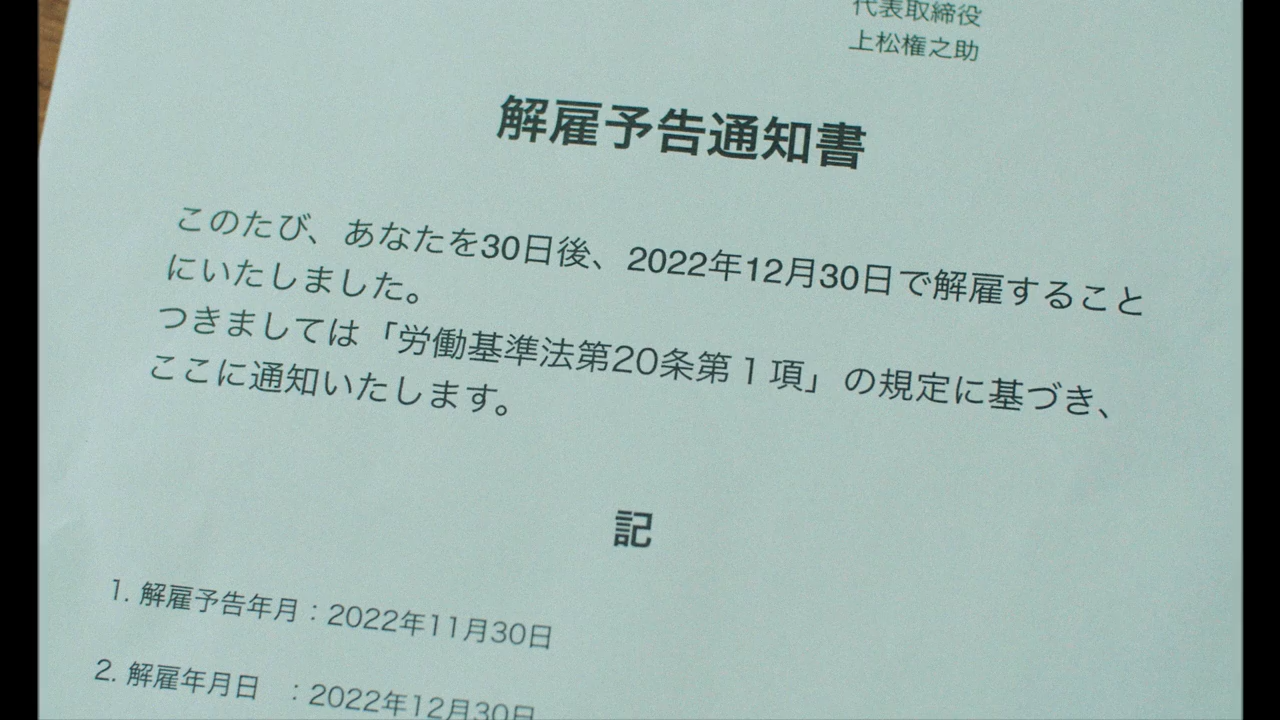 代表取締役
上松権之助
解雇予告通知書
このたび、あなたを30日後、2022年12月30日で解雇すること
にいたしました。
つきましては「労働基準法第20条第１項」の規定に基づき、
ここに通知いたします。
記
1. 解雇予告年月：2022年11月30日
2. 解雇年月日　：2022年12月30日